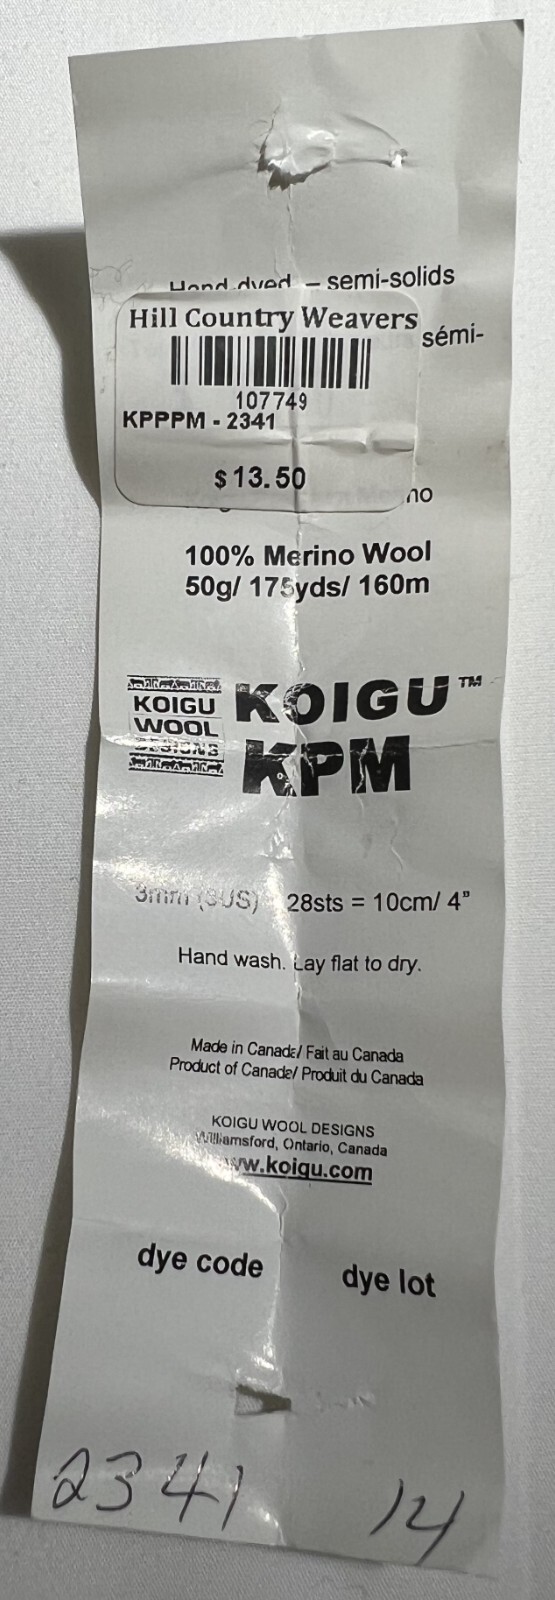 Hand-dyed – semi-solids
Hill Country Weavers
sémi-
107749
KPPPM - 2341
$13.50
no
100% Merino Wool
50g/ 175yds/ 160m
KOIGU
WOOL
DESIGNS
KOIGU™
KPM
3mm (3US) 28sts = 10cm/ 4"
Hand wash. Lay flat to dry.
Made in Canada/ Fait au Canada
Product of Canada/ Produit du Canada
KOIGU WOOL DESIGNS
Williamsford, Ontario, Canada
www.koigu.com
dye code dye lot
2341 14